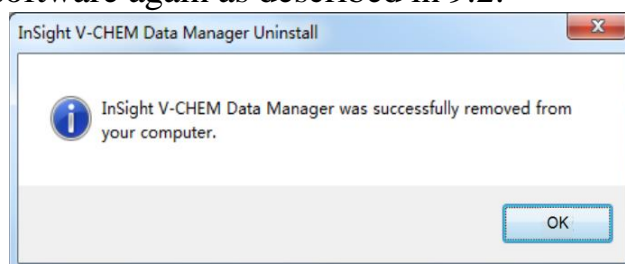 software again as described in 9.2.
InSight V-CHEM Data Manager Uninstall
InSight V-CHEM Data Manager was successfully removed from
your computer.
OK